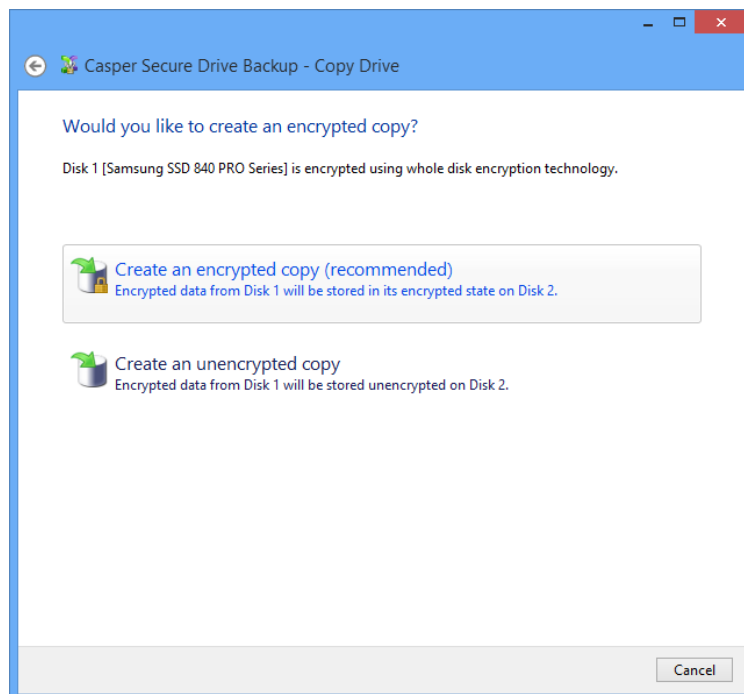 Casper Secure Drive Backup - Copy Drive
Would you like to create an encrypted copy?
Disk 1 [Samsung SSD 840 PRO Series] is encrypted using whole disk encryption technology.
Create an encrypted copy (recommended)
Encrypted data from Disk 1 will be stored in its encrypted state on Disk 2.
Create an unencrypted copy
Encrypted data from Disk 1 will be stored unencrypted on Disk 2.
Cancel